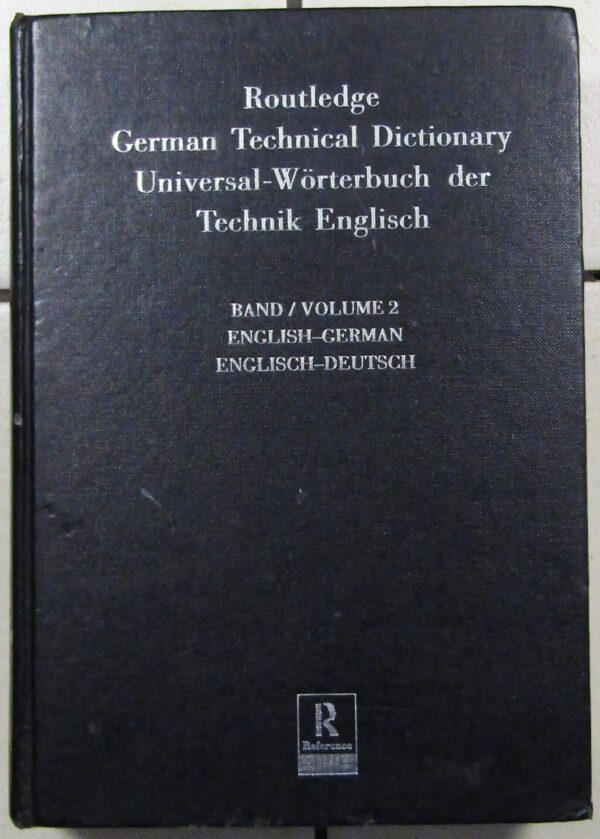 Routledge
German Technical Dictionary
Universal-Wörterbuch der
Technik Englisch
BAND / VOLUME 2
ENGLISH–GERMAN
ENGLISCH–DEUTSCH
R
Reference